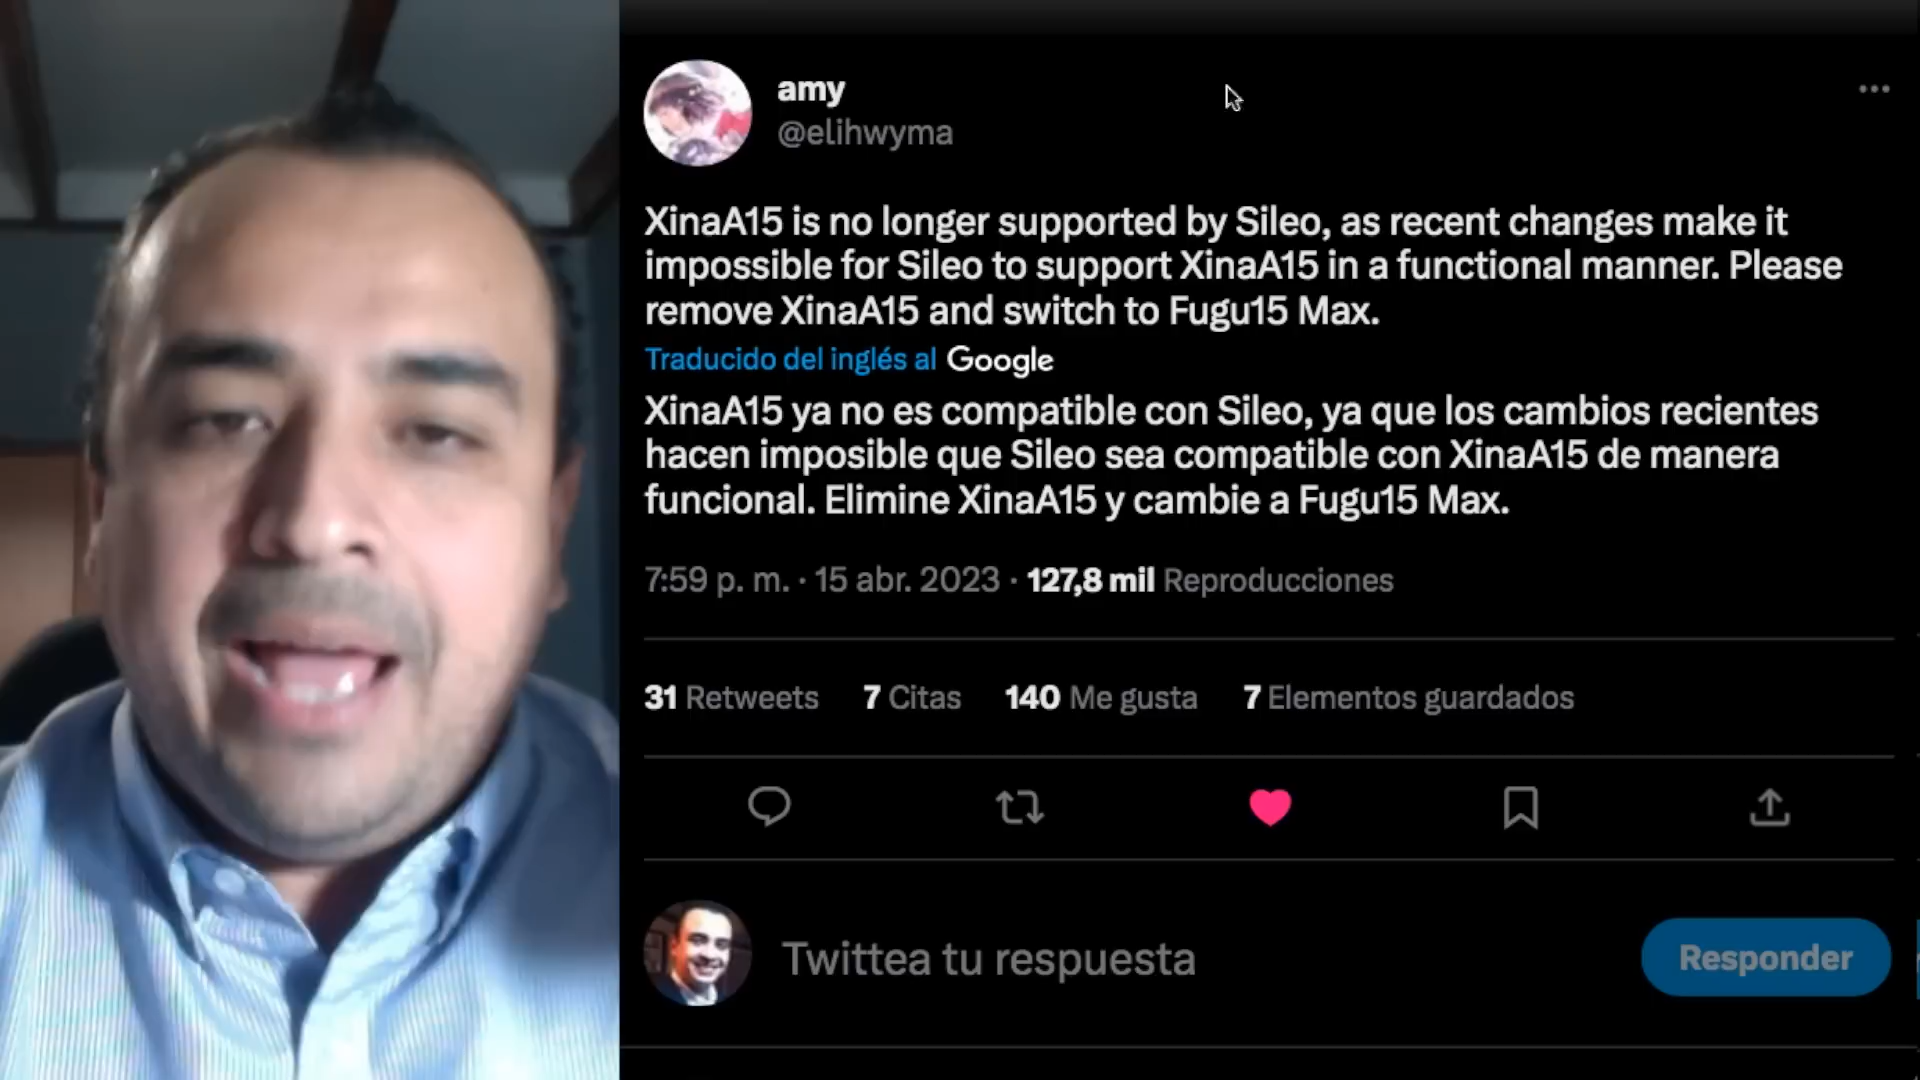 amy
@elihwyma
XinaA15 is no longer supported by Sileo, as recent changes make it
impossible for Sileo to support XinaA15 in a functional manner. Please
remove XinaA15 and switch to Fugu15 Max.
Traducido del inglés al Google
XinaA15 ya no es compatible con Sileo, ya que los cambios recientes
hacen imposible que Sileo sea compatible con XinaA15 de manera
funcional. Elimine XinaA15 y cambie a Fugu15 Max.
7:59 p. m. · 15 abr. 2023 · 127,8 mil Reproducciones
31 Retweets 7 Citas 140 Me gusta 7 Elementos guardados
Twittea tu respuesta
Responder